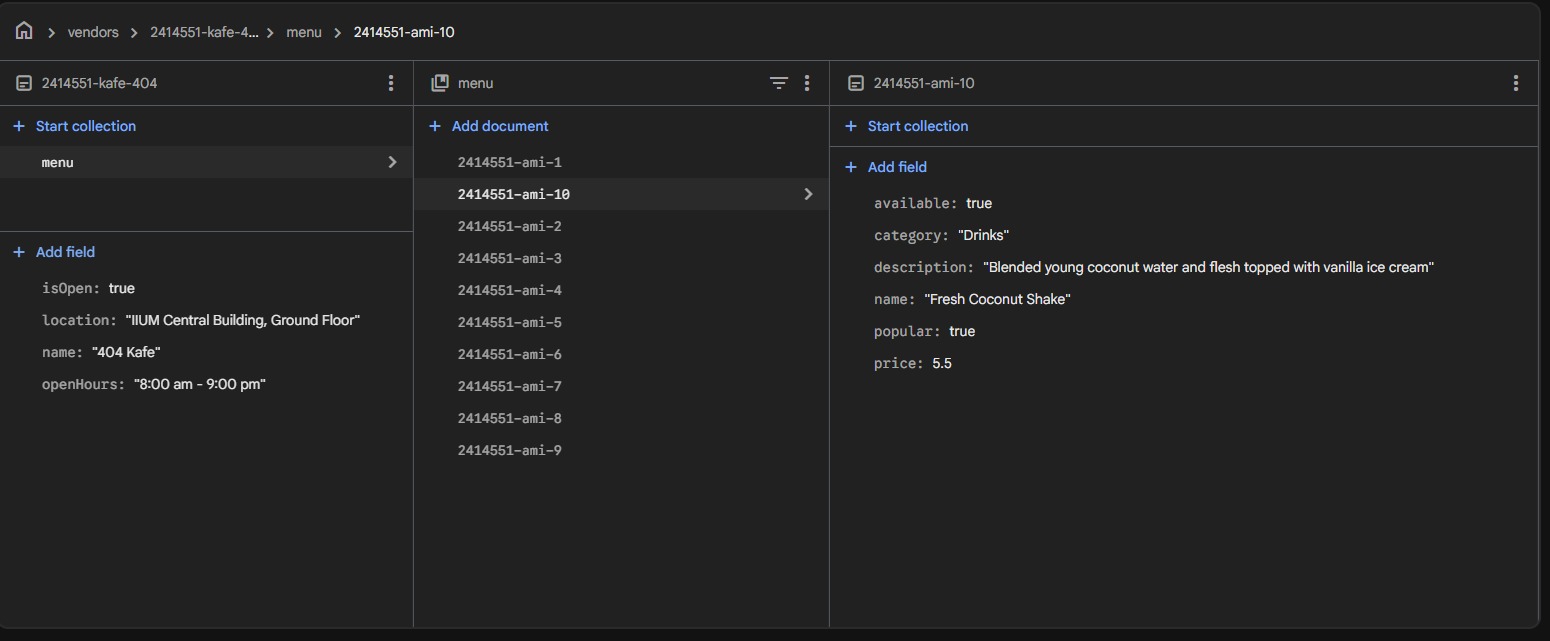 vendors
2414551-kafe-4...
menu
2414551-ami-10
2414551-kafe-404
Start collection
menu
Add field
isOpen: true
location: "IIUM Central Building, Ground Floor"
name: "404 Kafe"
openHours: "8:00 am - 9:00 pm"
menu
Add document
2414551-ami-1
2414551-ami-10
2414551-ami-2
2414551-ami-3
2414551-ami-4
2414551-ami-5
2414551-ami-6
2414551-ami-7
2414551-ami-8
2414551-ami-9
2414551-ami-10
Start collection
Add field
available: true
category: "Drinks"
description: "Blended young coconut water and flesh topped with vanilla ice cream"
name: "Fresh Coconut Shake"
popular: true
price: 5.5